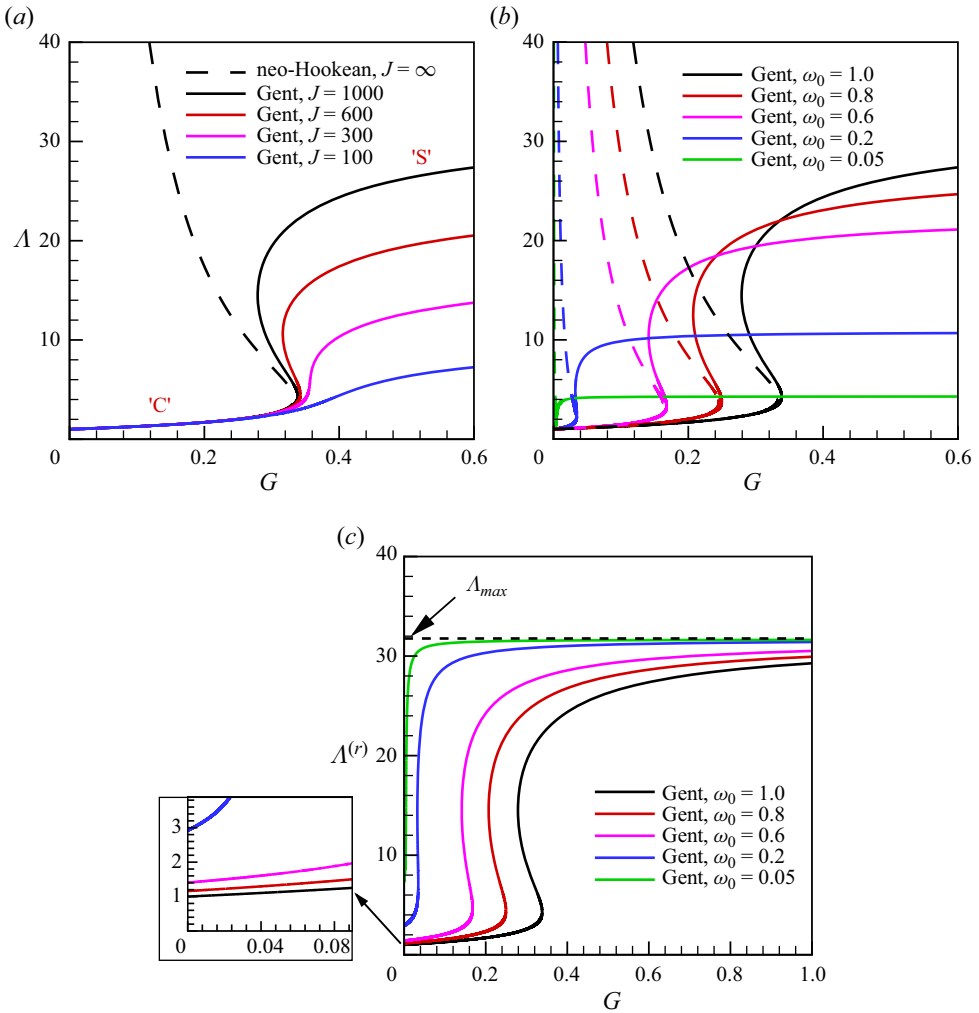 (a)
40
30
20
10
Λ
neo-Hookean, J = ∞
Gent, J = 1000
Gent, J = 600
Gent, J = 300
Gent, J = 100
'S'
'C'
0
0.2
0.4
0.6
G
(b)
40
30
20
10
Gent, ω0 = 1.0
Gent, ω0 = 0.8
Gent, ω0 = 0.6
Gent, ω0 = 0.2
Gent, ω0 = 0.05
0
0.2
0.4
0.6
G
(c)
40
30
20
10
Λmax
Λ(r)
Gent, ω0 = 1.0
Gent, ω0 = 0.8
Gent, ω0 = 0.6
Gent, ω0 = 0.2
Gent, ω0 = 0.05
3
2
1
0
0.04
0.08
0
0.2
0.4
0.6
0.8
1.0
G